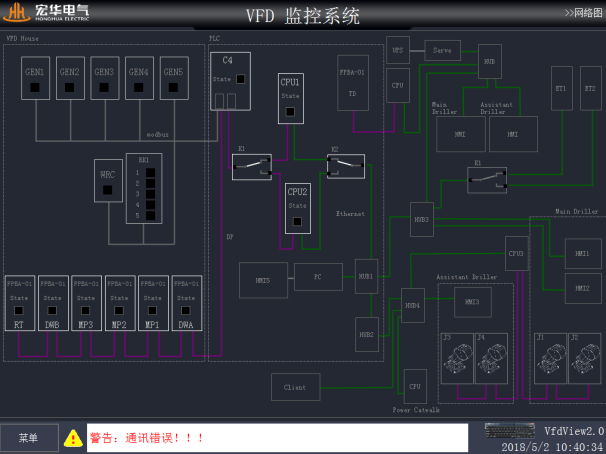 宏华电气
HONGHUA ELECTRIC
VFD 监控系统
>>网络图
VFD House
PLC
GEN1
GEN2
GEN3
GEN4
GEN5
modbus
WRC
BK1
1
2
3
4
5
C4
State
CPU1
State
K1
K2
CPU2
State
FPBA-01
TD
UPS
Servo
CPU
HUB
Main
Driller
Assistant
Driller
HMI
HMI
ET1
ET2
K1
DP
Ethernet
HMI5
PC
HUB1
HUB2
HUB3
HUB4
CPU3
Main Driller
HMI1
HMI2
Assistant Driller
HMI3
J3
J4
J1
J2
FPBA-01
State
RT
FPBA-01
State
DWB
FPBA-01
State
MP3
FPBA-01
State
MP2
FPBA-01
State
MP1
FPBA-01
State
DWA
Client
CPU
Power Catwalk
菜单
警告：通讯错误！！！
VfdView2.0
2018/5/2 10:40:34